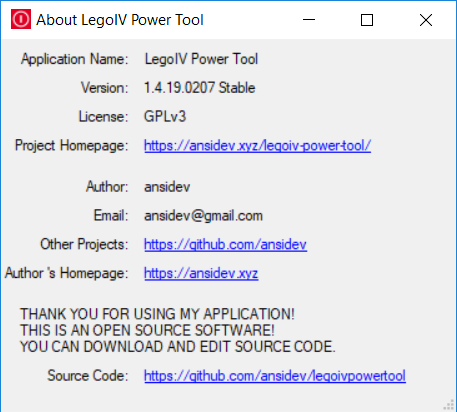 About LegoIV Power Tool
Application Name: LegoIV Power Tool
Version: 1.4.19.0207 Stable
License: GPLv3
Project Homepage: https://ansidev.xyz/legoiv-power-tool/
Author: ansidev
Email: ansidev@gmail.com
Other Projects: https://github.com/ansidev
Author 's Homepage: https://ansidev.xyz
THANK YOU FOR USING MY APPLICATION!
THIS IS AN OPEN SOURCE SOFTWARE!
YOU CAN DOWNLOAD AND EDIT SOURCE CODE.
Source Code: https://github.com/ansidev/legoivpowertool